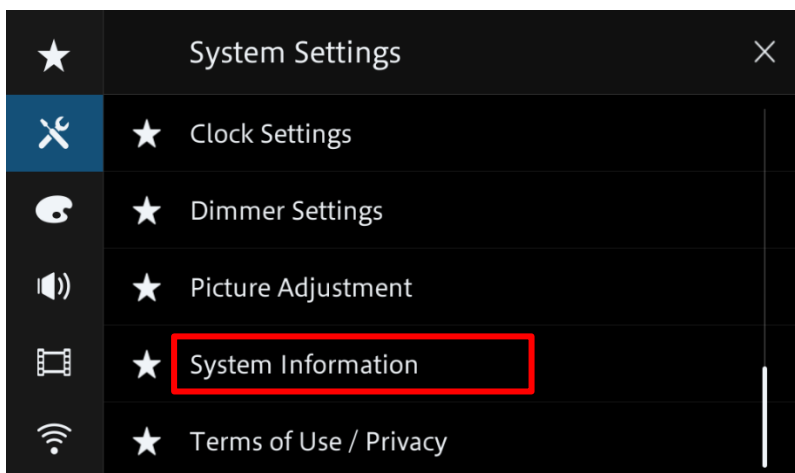 System Settings
Clock Settings
Dimmer Settings
Picture Adjustment
System Information
Terms of Use / Privacy